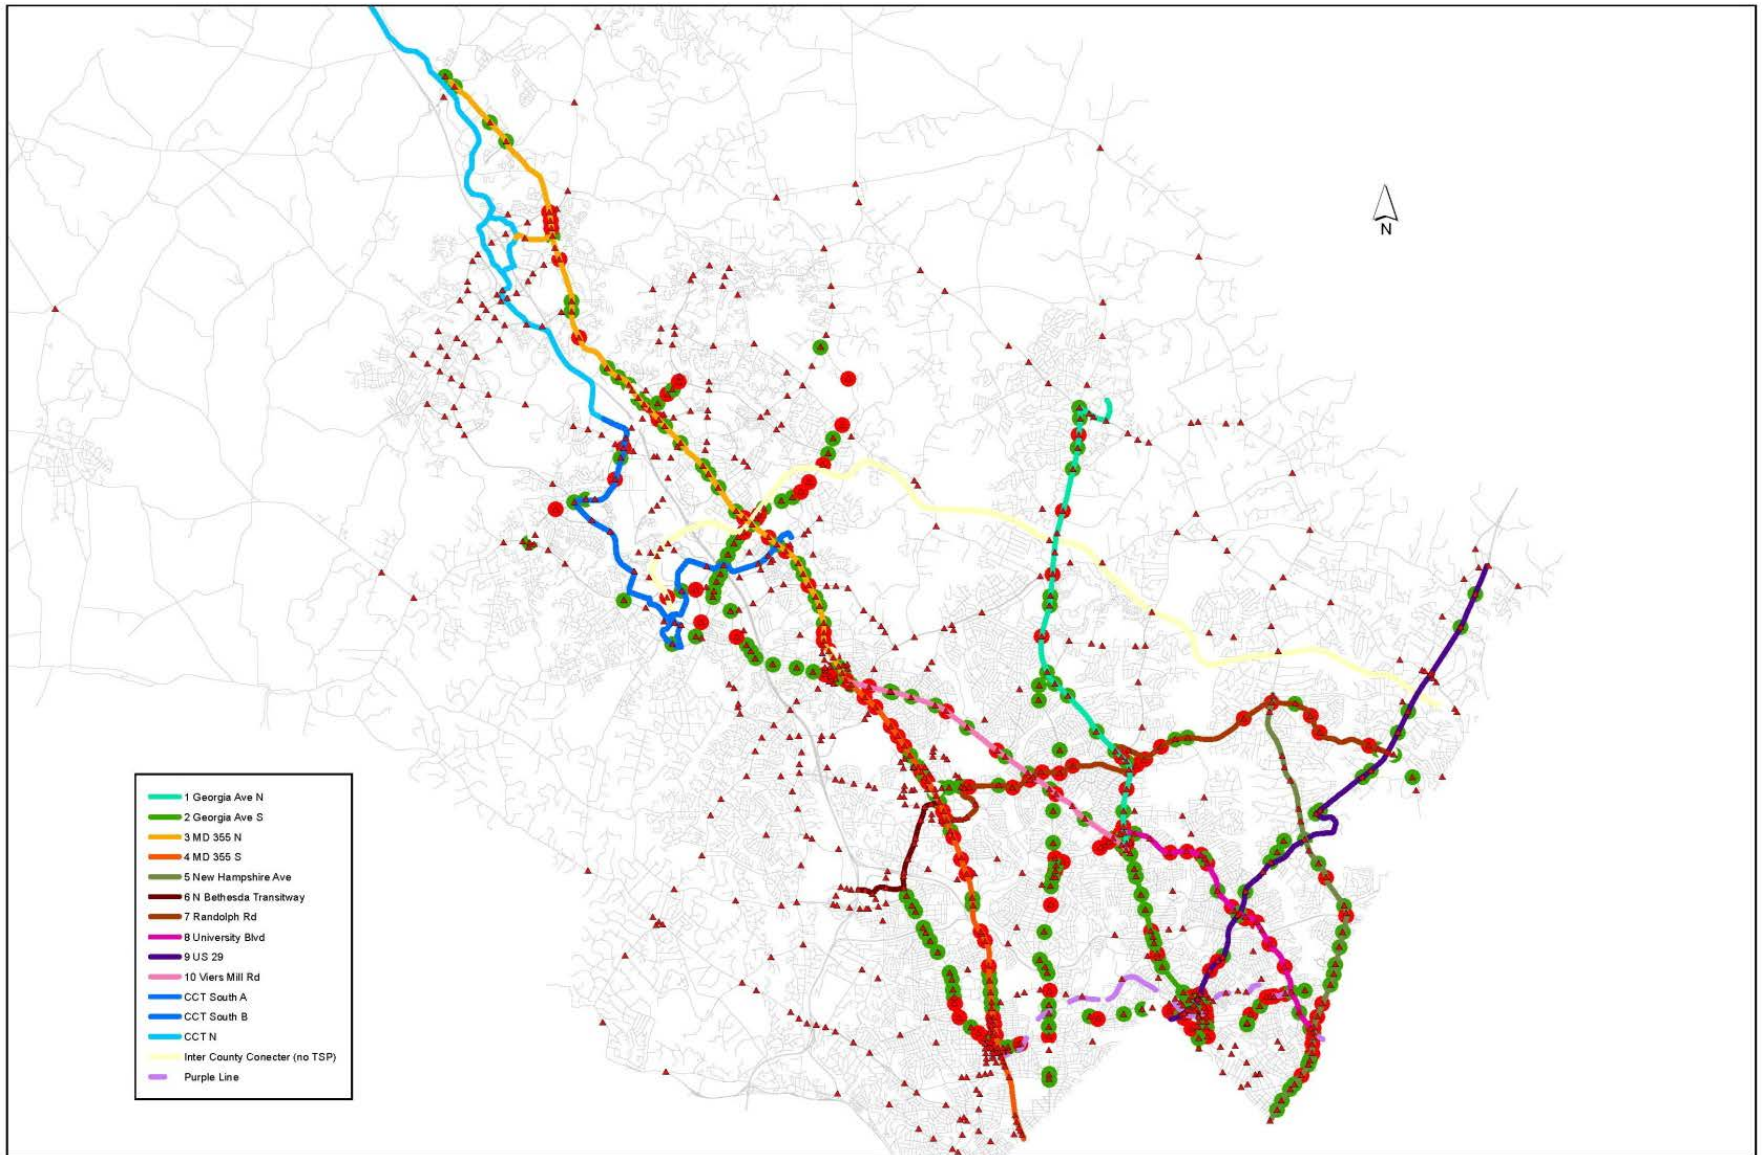 N
1 Georgia Ave N
2 Georgia Ave S
3 MD 355 N
4 MD 355 S
5 New Hampshire Ave
6 N Bethesda Transitway
7 Randolph Rd
8 University Blvd
9 US 29
10 Viers Mill Rd
CCT South A
CCT South B
CCT N
Inter County Conecter (no TSP)
Purple Line